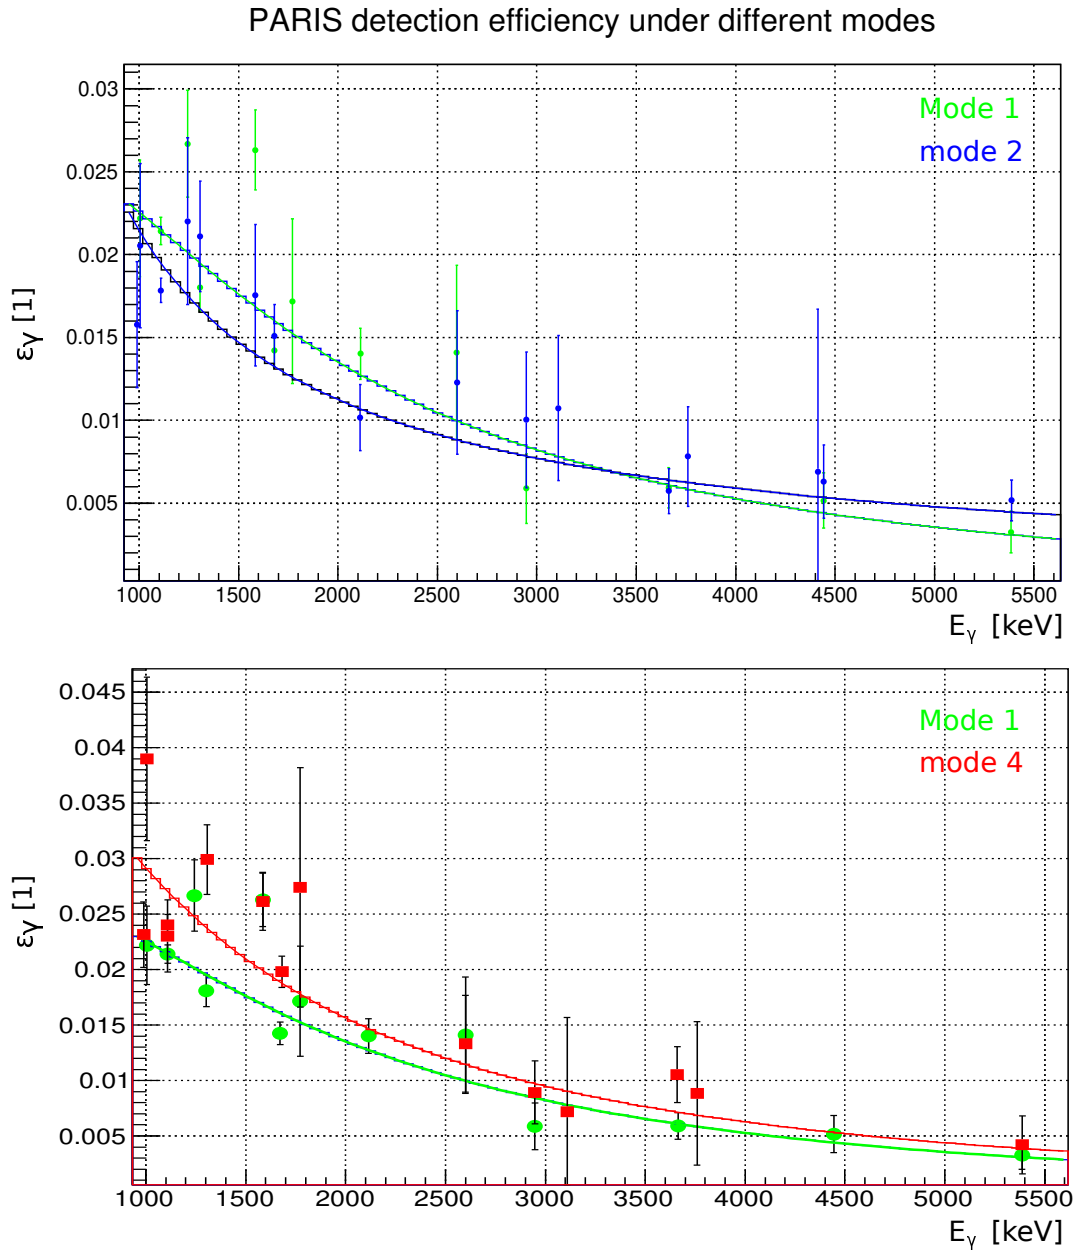 PARIS detection efficiency under different modes
0.03
0.025
0.02
0.015
0.01
0.005
εγ [1]
Mode 1
mode 2
1000 1500 2000 2500 3000 3500 4000 4500 5000 5500
Eγ [keV]
0.045
0.04
0.035
0.03
0.025
0.02
0.015
0.01
0.005
εγ [1]
Mode 1
mode 4
1000 1500 2000 2500 3000 3500 4000 4500 5000 5500
Eγ [keV]